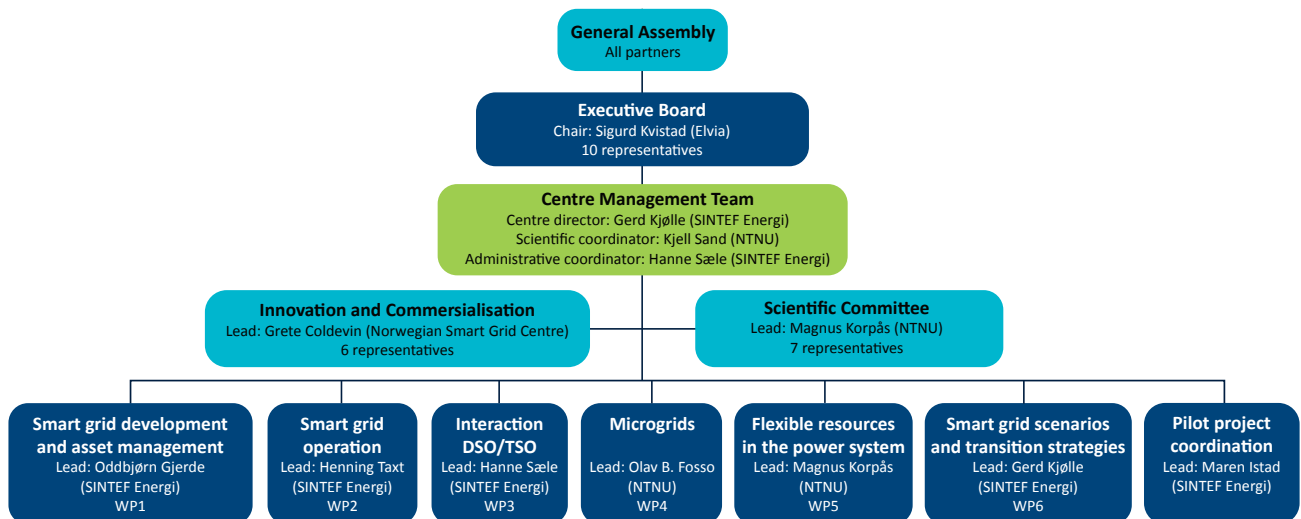 General Assembly
All partners
Executive Board
Chair: Sigurd Kvistad (Elvia)
10 representatives
Centre Management Team
Centre director: Gerd Kjølle (SINTEF Energi)
Scientific coordinator: Kjell Sand (NTNU)
Administrative coordinator: Hanne Sæle (SINTEF Energi)
Innovation and Commersialisation
Lead: Grete Coldevin (Norwegian Smart Grid Centre)
6 representatives
Scientific Committee
Lead: Magnus Korpås (NTNU)
7 representatives
Smart grid development
and asset management
Lead: Oddbjørn Gjerde
(SINTEF Energi)
WP1
Smart grid
operation
Lead: Henning Taxt
(SINTEF Energi)
WP2
Interaction
DSO/TSO
Lead: Hanne Sæle
(SINTEF Energi)
WP3
Microgrids
Lead: Olav B. Fosso
(NTNU)
WP4
Flexible resources
in the power system
Lead: Magnus Korpås
(NTNU)
WP5
Smart grid scenarios
and transition strategies
Lead: Gerd Kjølle
(SINTEF Energi)
WP6
Pilot project
coordination
Lead: Maren Istad
(SINTEF Energi)